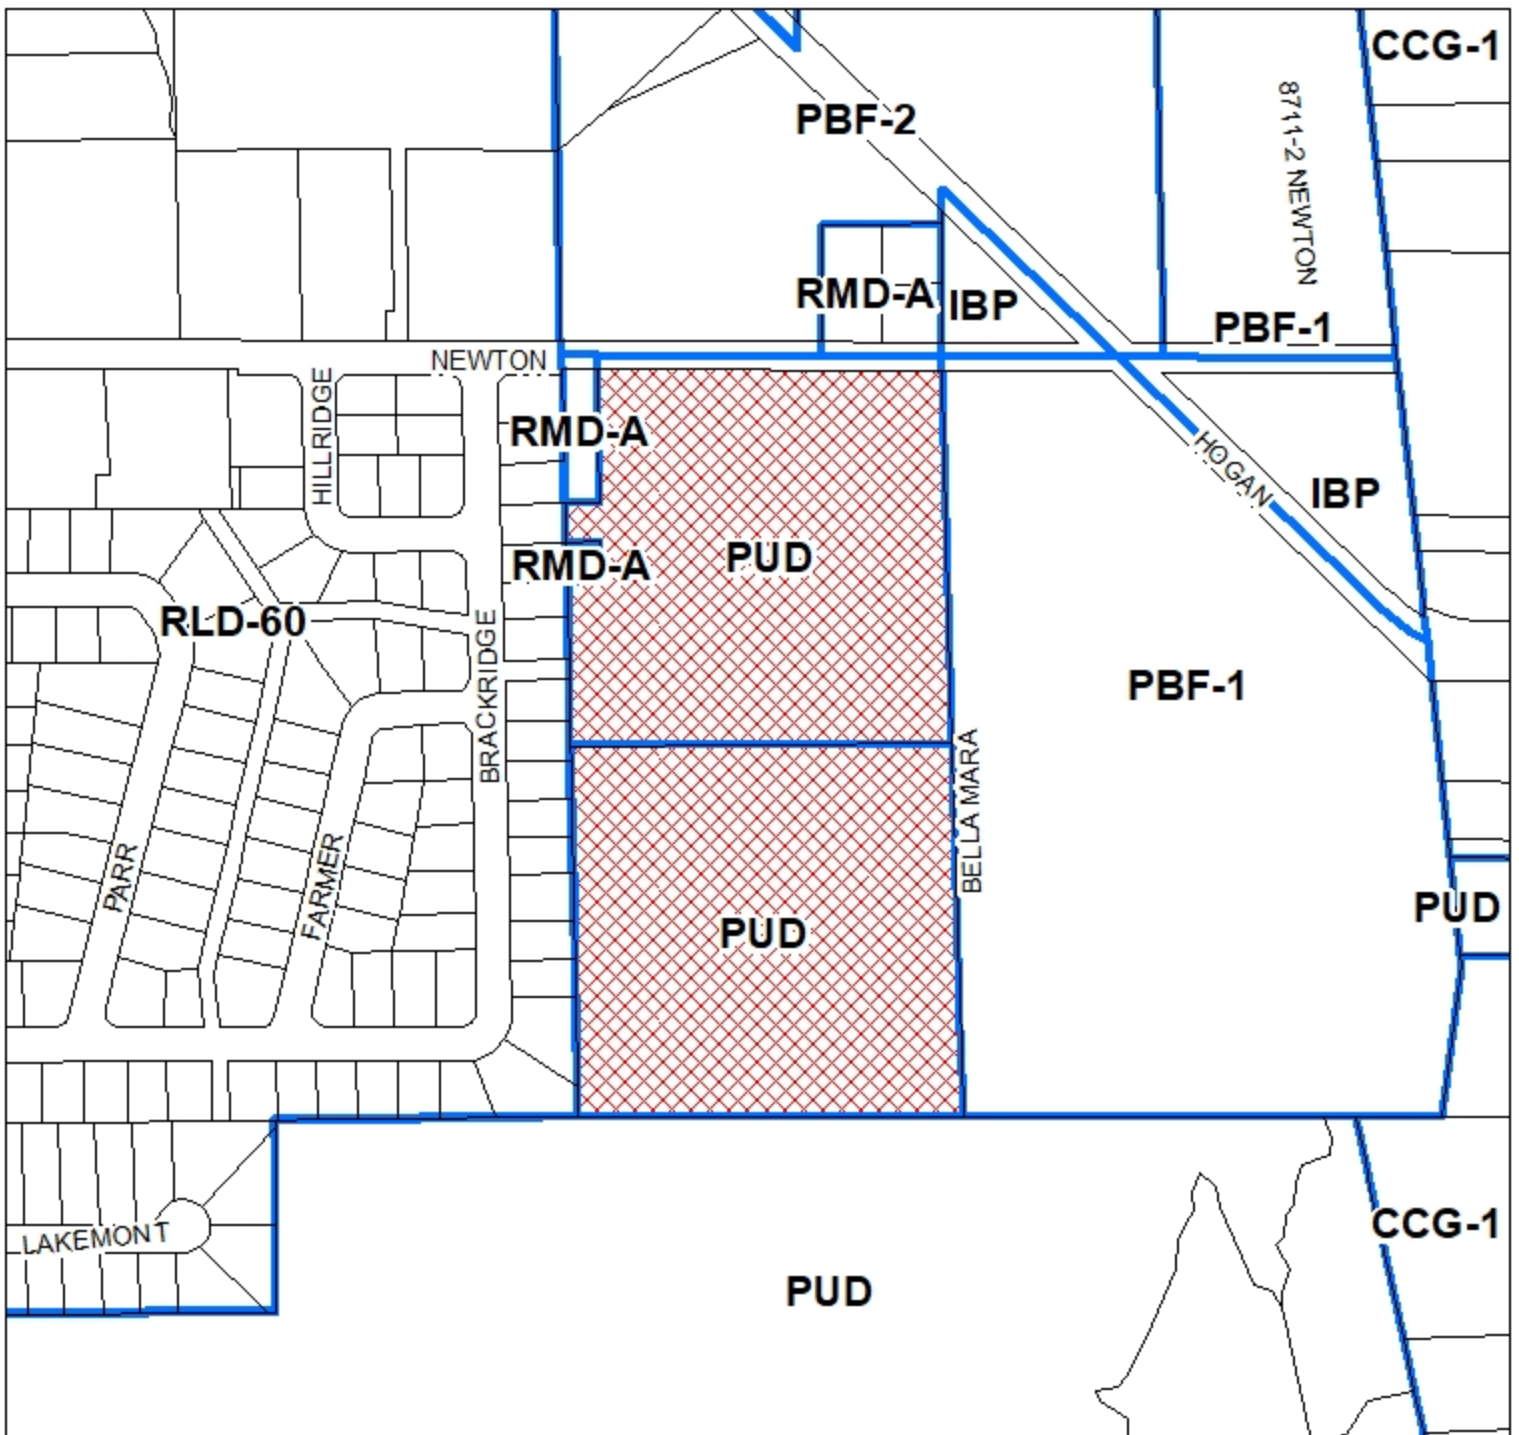 CCG-1
PBF-2
8711-2 NEWTON
RMD-A
IBP
PBF-1
NEWTON
HILLRIDGE
RMD-A
HOGAN
IBP
PUD
RMD-A
RLD-60
BRACKRIDGE
PBF-1
BELLA MARA
PARR
FARMER
PUD
PUD
LAKEMONT
CCG-1
PUD